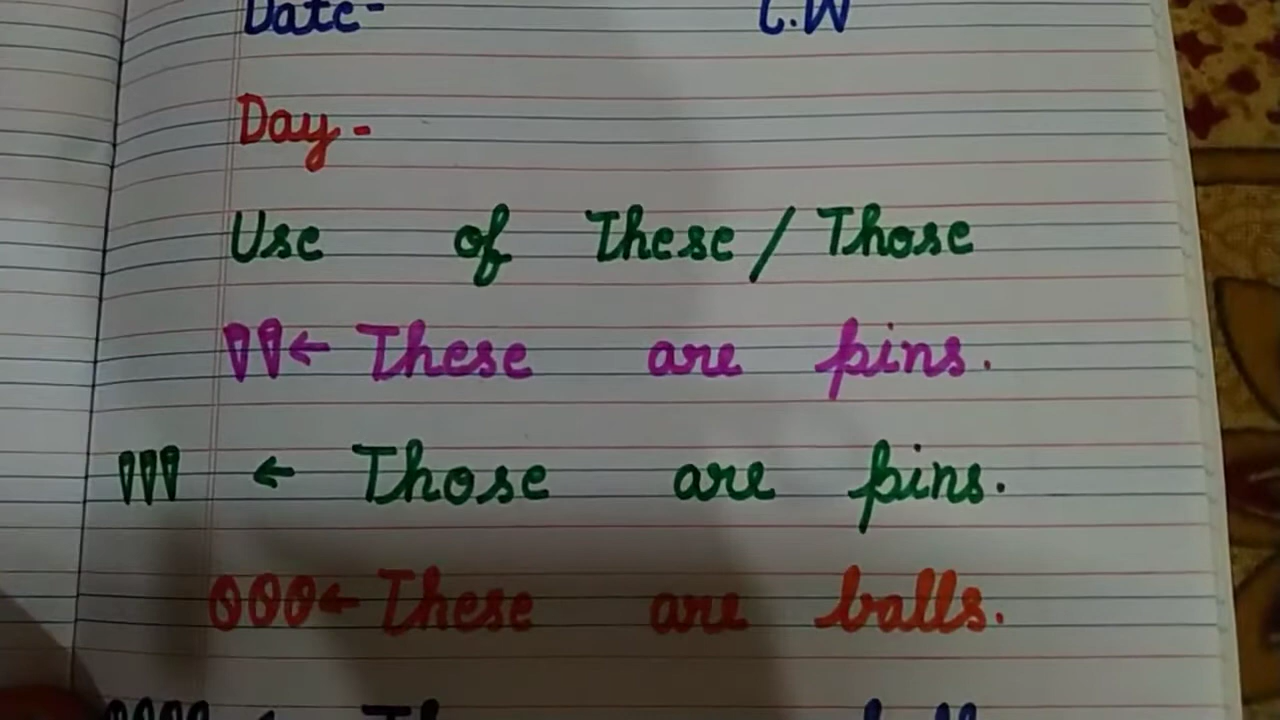 Date- C.W
Day-
Use of These/Those
← These are pins.
← Those are pins.
← These are balls.